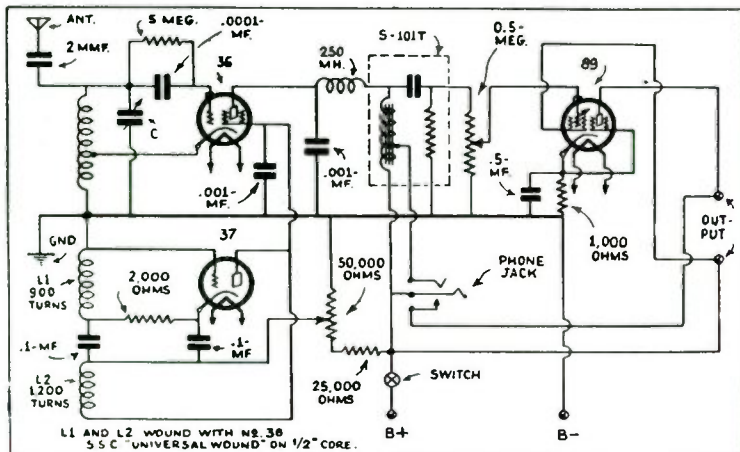 ANT.
2 MMF.
5 MEG.
.0001-
MF.
36
C
.001-
MF.
250
MH.
.001-
MF.
S-101T
0.5-
MEG.
89
.5-
MF.
1,000
OHMS
OUT-
PUT
GND
L1
900
TURNS
2,000
OHMS
37
.1-MF.
.1-
MF
L2
1,200
TURNS
50,000
OHMS
25,000
OHMS
PHONE
JACK
SWITCH
B+
B-
L1 AND L2 WOUND WITH No. 36
S.S.C "UNIVERSAL WOUND" ON 1/2" CORE.